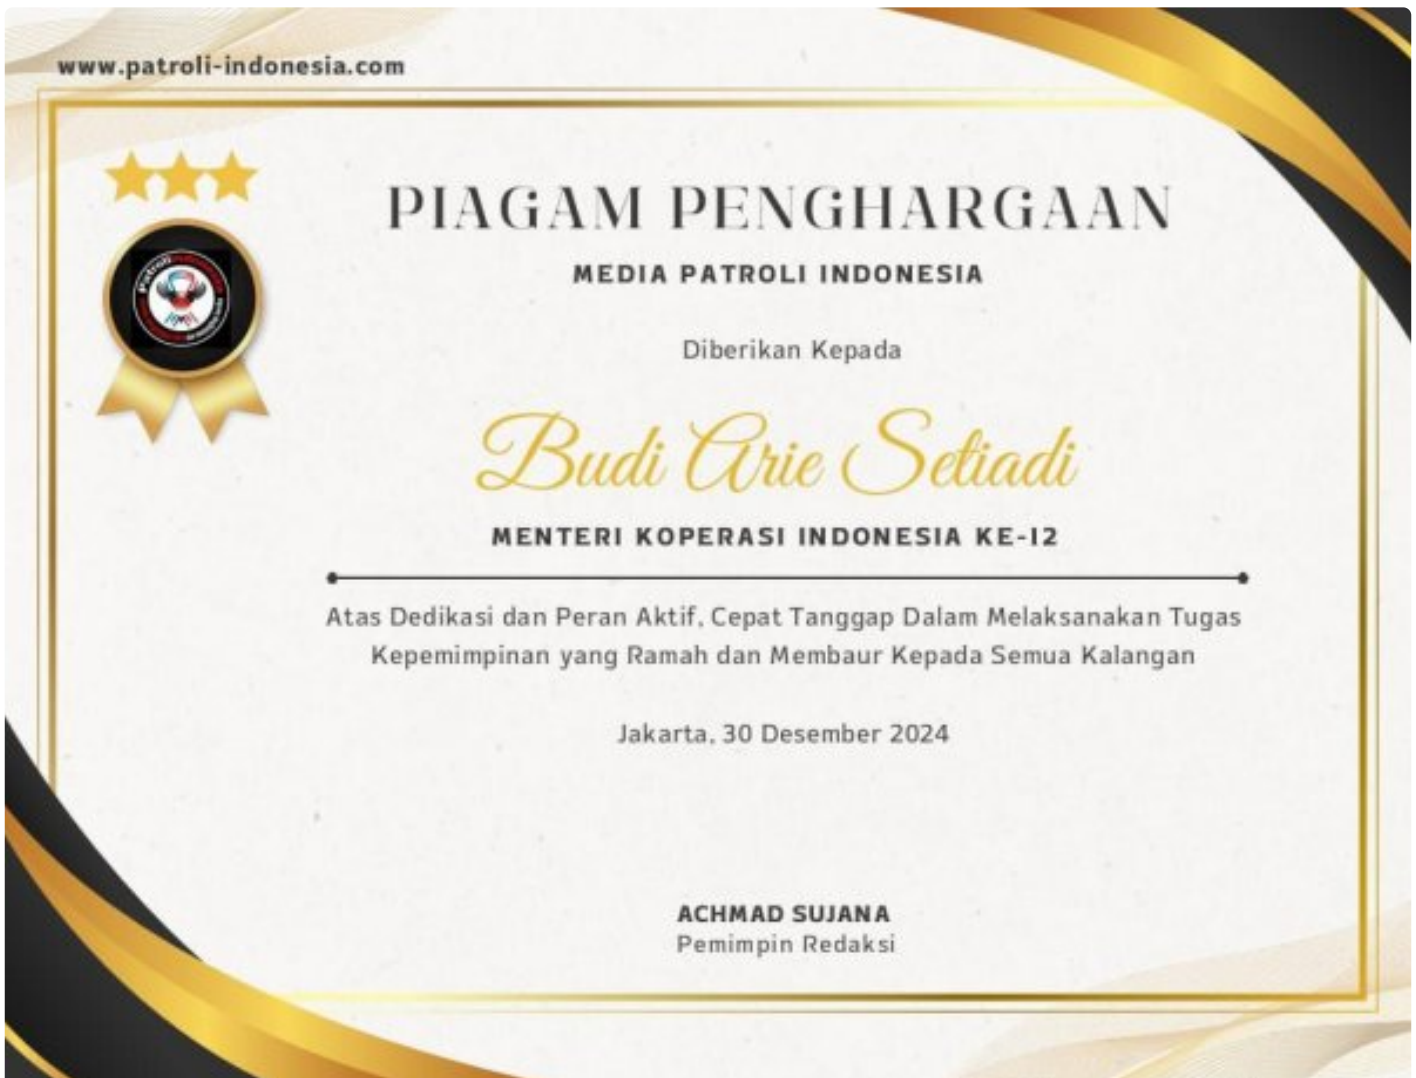 www.patroli-indonesia.com
PIAGAM PENGHARGAAN
MEDIA PATROLI INDONESIA
Diberikan Kepada
Budi Arie Setiadi
MENTERI KOPERASI INDONESIA KE-12
Atas Dedikasi dan Peran Aktif, Cepat Tanggap Dalam Melaksanakan Tugas
Kepemimpinan yang Ramah dan Membaur Kepada Semua Kalangan
Jakarta, 30 Desember 2024
ACHMAD SUJANA
Pemimpin Redaksi